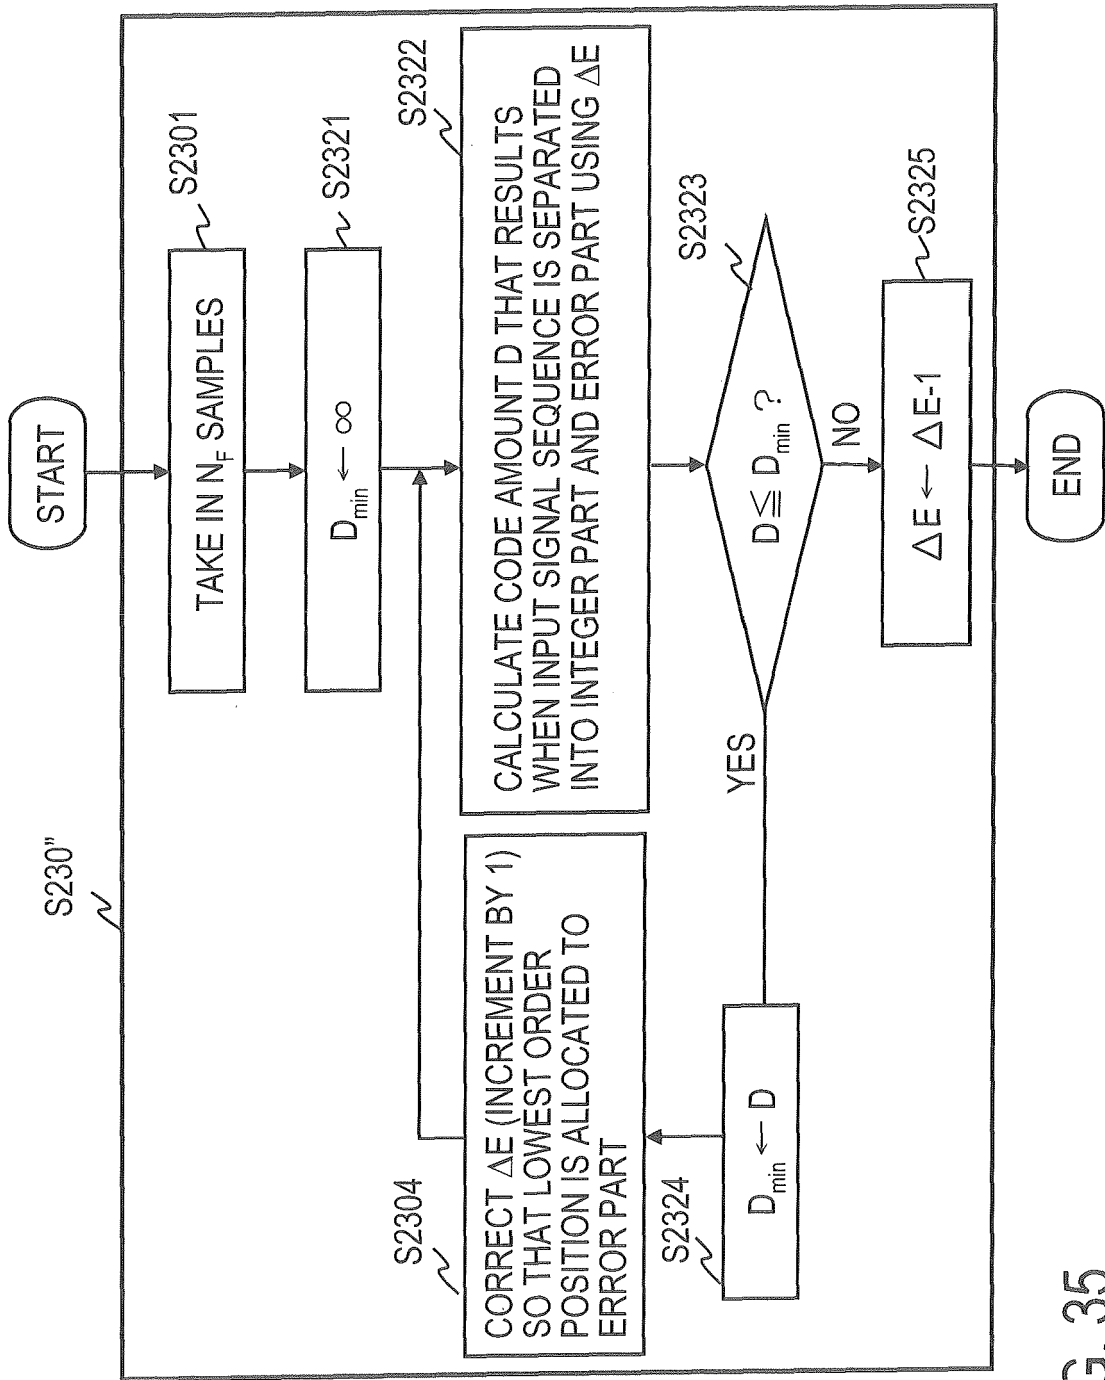 START
S230"
TAKE IN N_F SAMPLES
S2301
D_min ← ∞
S2321
CALCULATE CODE AMOUNT D THAT RESULTS
WHEN INPUT SIGNAL SEQUENCE IS SEPARATED
INTO INTEGER PART AND ERROR PART USING ΔE
S2322
D ≦ D_min ?
S2323
YES
NO
D_min ← D
S2324
CORRECT ΔE (INCREMENT BY 1)
SO THAT LOWEST ORDER
POSITION IS ALLOCATED TO
ERROR PART
S2304
ΔE ← ΔE-1
S2325
END
G. 35